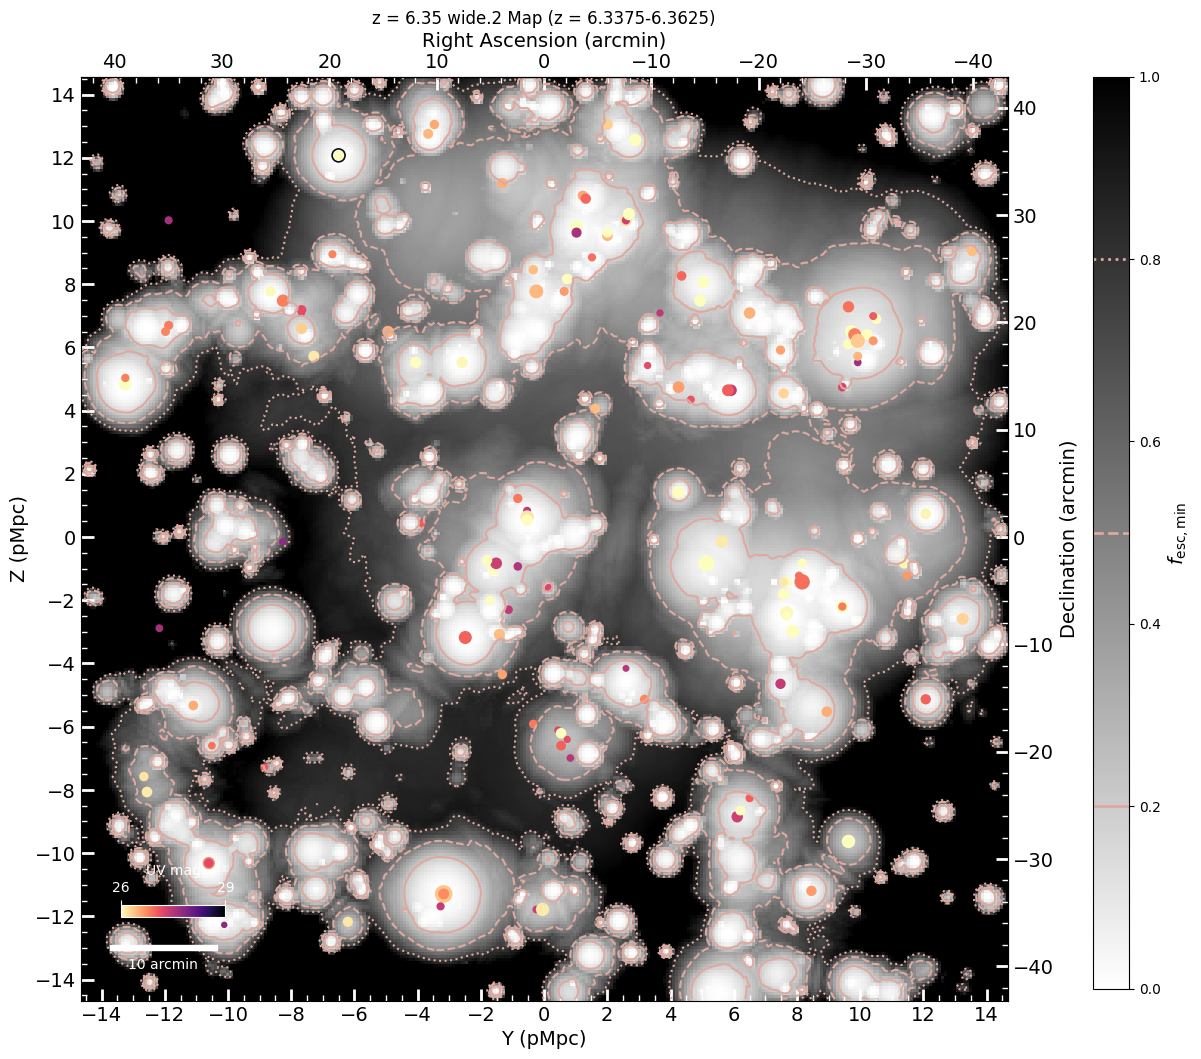 z = 6.35 wide.2 Map (z = 6.3375-6.3625)
Right Ascension (arcmin)
40 30 20 10 0 −10 −20 −30 −40
14 12 10 8 6 4 2 0 −2 −4 −6 −8 −10 −12 −14
Z (pMpc)
40 30 20 10 0 −10 −20 −30 −40
Declination (arcmin)
1.0 0.8 0.6 0.4 0.2 0.0
f_esc,min
UV mag
26 29
10 arcmin
−14 −12 −10 −8 −6 −4 −2 0 2 4 6 8 10 12 14
Y (pMpc)